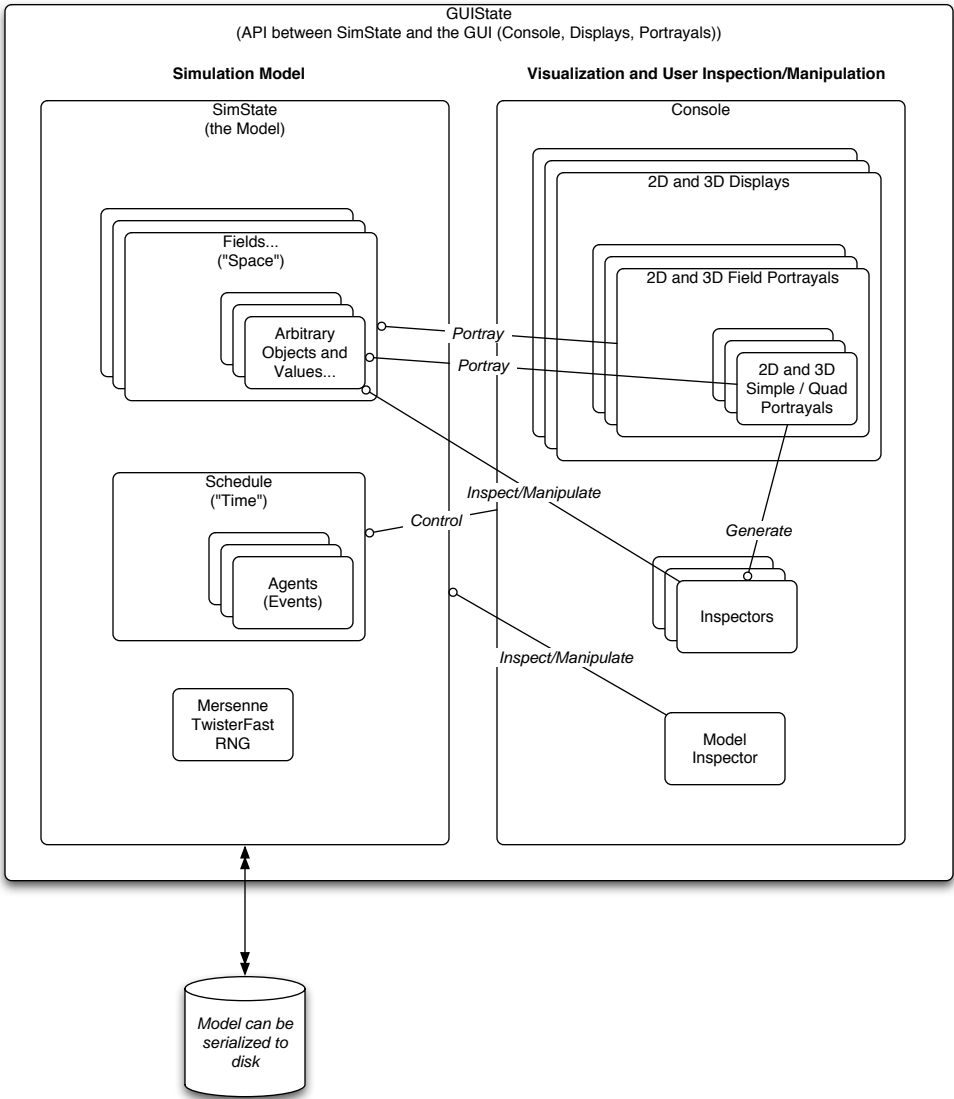 GUIState
(API between SimState and the GUI (Console, Displays, Portrayals))
Simulation Model
Visualization and User Inspection/Manipulation
SimState
(the Model)
Console
2D and 3D Displays
Fields...
("Space")
2D and 3D Field Portrayals
Arbitrary
Objects and
Values...
Portray
Portray
2D and 3D
Simple / Quad
Portrayals
Schedule
("Time")
Inspect/Manipulate
Control
Generate
Agents
(Events)
Inspectors
Inspect/Manipulate
Mersenne
TwisterFast
RNG
Model
Inspector
Model can be
serialized to
disk